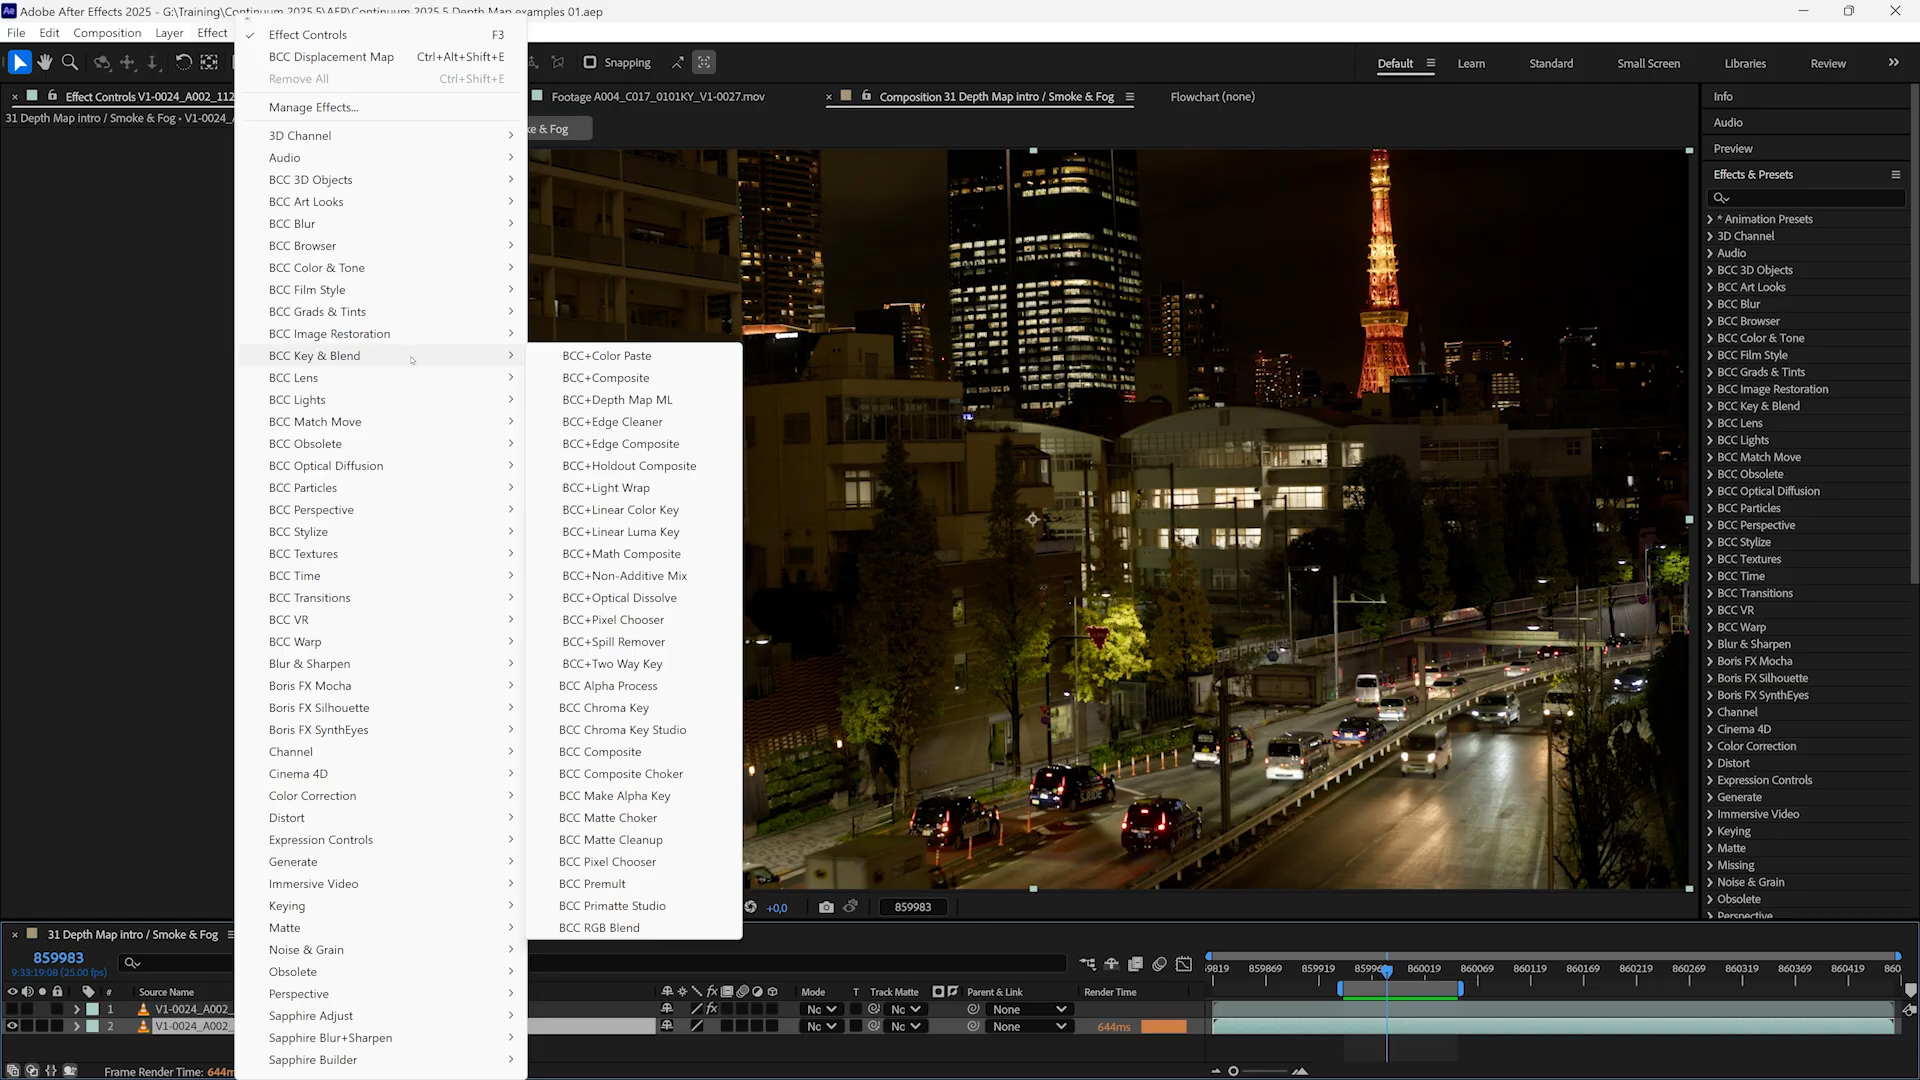 Adobe After Effects 2025 - G:\Training\Continuum 2025.5\AEP\Continuum 2025.5 Depth Map examples 01.aep
File Edit Composition Layer Effect
Snapping
Default
Learn
Standard
Small Screen
Libraries
Review
Effect Controls V1-0024_A002_112
31 Depth Map intro / Smoke & Fog • V1-0024_
Footage A004_C017_0101KY_V1-0027.mov
Composition 31 Depth Map intro / Smoke & Fog
Flowchart (none)
ke & Fog
Effect Controls F3
BCC Displacement Map Ctrl+Alt+Shift+E
Remove All Ctrl+Shift+E
Manage Effects...
3D Channel
Audio
BCC 3D Objects
BCC Art Looks
BCC Blur
BCC Browser
BCC Color & Tone
BCC Film Style
BCC Grads & Tints
BCC Image Restoration
BCC Key & Blend
BCC Lens
BCC Lights
BCC Match Move
BCC Obsolete
BCC Optical Diffusion
BCC Particles
BCC Perspective
BCC Stylize
BCC Textures
BCC Time
BCC Transitions
BCC VR
BCC Warp
Blur & Sharpen
Boris FX Mocha
Boris FX Silhouette
Boris FX SynthEyes
Channel
Cinema 4D
Color Correction
Distort
Expression Controls
Generate
Immersive Video
Keying
Matte
Noise & Grain
Obsolete
Perspective
Sapphire Adjust
Sapphire Blur+Sharpen
Sapphire Builder
BCC+Color Paste
BCC+Composite
BCC+Depth Map ML
BCC+Edge Cleaner
BCC+Edge Composite
BCC+Holdout Composite
BCC+Light Wrap
BCC+Linear Color Key
BCC+Linear Luma Key
BCC+Math Composite
BCC+Non-Additive Mix
BCC+Optical Dissolve
BCC+Pixel Chooser
BCC+Spill Remover
BCC+Two Way Key
BCC Alpha Process
BCC Chroma Key
BCC Chroma Key Studio
BCC Composite
BCC Composite Choker
BCC Make Alpha Key
BCC Matte Choker
BCC Matte Cleanup
BCC Pixel Chooser
BCC Premult
BCC Primatte Studio
BCC RGB Blend
Info
Audio
Preview
Effects & Presets
* Animation Presets
3D Channel
Audio
BCC 3D Objects
BCC Art Looks
BCC Blur
BCC Browser
BCC Color & Tone
BCC Film Style
BCC Grads & Tints
BCC Image Restoration
BCC Key & Blend
BCC Lens
BCC Lights
BCC Match Move
BCC Obsolete
BCC Optical Diffusion
BCC Particles
BCC Perspective
BCC Stylize
BCC Textures
BCC Time
BCC Transitions
BCC VR
BCC Warp
Blur & Sharpen
Boris FX Mocha
Boris FX Silhouette
Boris FX SynthEyes
Channel
Cinema 4D
Color Correction
Distort
Expression Controls
Generate
Immersive Video
Keying
Matte
Missing
Noise & Grain
Obsolete
Perspective
+0,0
859983
31 Depth Map intro / Smoke & Fog
859983
9:33:19:08 (25.00 fps)
# Source Name
Mode T Track Matte Parent & Link Render Time
1 V1-0024_A002_ Nc Nc None
2 V1-0024_A002_ Nc Nc None 644ms
9819 859869 859919 85996 860019 860069 860119 860169 860219 860269 860319 860369 860419 860
Frame Render Time: 644m